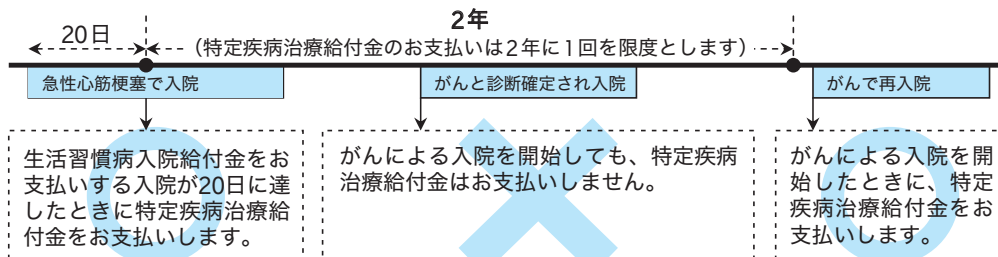 2年
20日
（特定疾病治療給付金のお支払いは２年に１回を限度とします）
急性心筋梗塞で入院
がんと診断確定され入院
がんで再入院
生活習慣病入院給付金をお
支払いする入院が20日に達
したときに特定疾病治療給
付金をお支払いします。
がんによる入院を開始しても、特定疾病
治療給付金はお支払いしません。
がんによる入院を開
始したときに、特定
疾病治療給付金をお
支払いします。